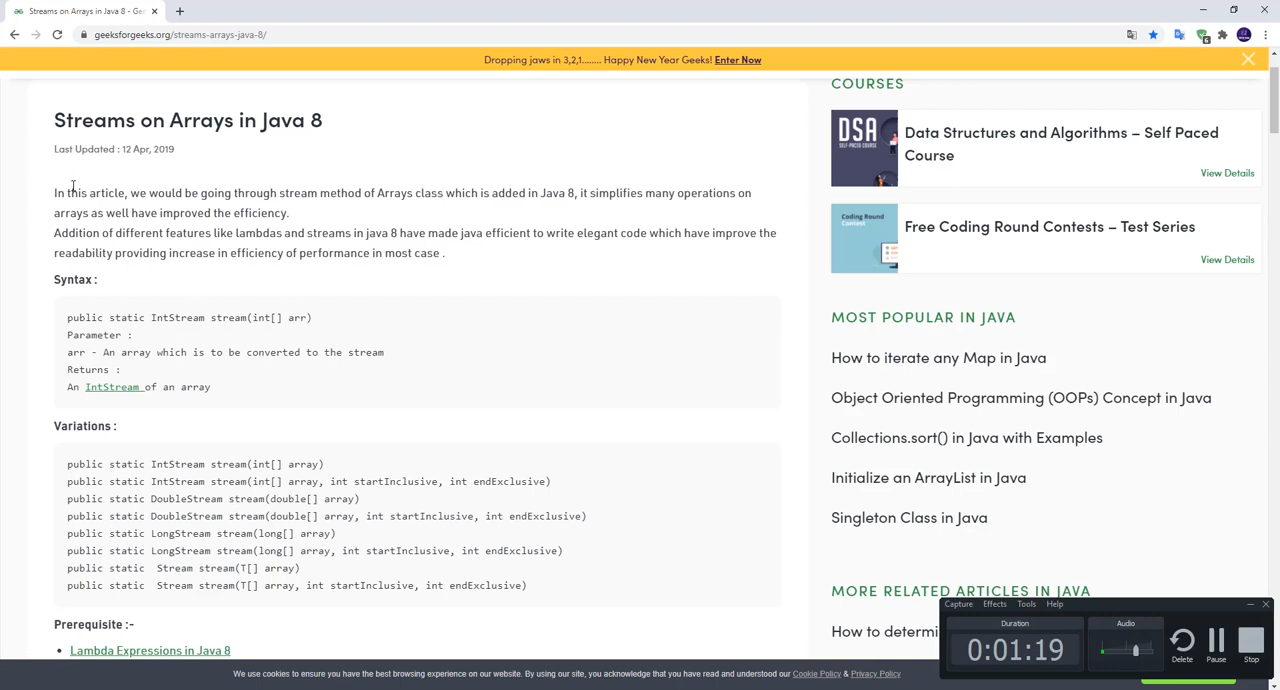 Streams on Arrays in Java 8 - Gee
geeksforgeeks.org/streams-arrays-java-8/
6
Dropping jaws in 3,2,1........ Happy New Year Geeks! Enter Now
Streams on Arrays in Java 8
Last Updated : 12 Apr, 2019
In this article, we would be going through stream method of Arrays class which is added in Java 8, it simplifies many operations on
arrays as well have improved the efficiency.
Addition of different features like lambdas and streams in java 8 have made java efficient to write elegant code which have improve the
readability providing increase in efficiency of performance in most case .
Syntax :
public static IntStream stream(int[] arr)
Parameter :
arr - An array which is to be converted to the stream
Returns :
An IntStream of an array
Variations :
public static IntStream stream(int[] array)
public static IntStream stream(int[] array, int startInclusive, int endExclusive)
public static DoubleStream stream(double[] array)
public static DoubleStream stream(double[] array, int startInclusive, int endExclusive)
public static LongStream stream(long[] array)
public static LongStream stream(long[] array, int startInclusive, int endExclusive)
public static  Stream stream(T[] array)
public static  Stream stream(T[] array, int startInclusive, int endExclusive)
Prerequisite :-
• Lambda Expressions in Java 8
COURSES
DSA
SELF-PACED
COURSE
Data Structures and Algorithms – Self Paced
Course
View Details
Coding Round
Contest
Free Coding Round Contests – Test Series
View Details
MOST POPULAR IN JAVA
How to iterate any Map in Java
Object Oriented Programming (OOPs) Concept in Java
Collections.sort() in Java with Examples
Initialize an ArrayList in Java
Singleton Class in Java
MORE RELATED ARTICLES IN JAVA
How to determi
Capture Effects Tools Help
Duration
0:01:19
Audio
Delete
Pause
Stop
We use cookies to ensure you have the best browsing experience on our website. By using our site, you acknowledge that you have read and understood our Cookie Policy & Privacy Policy